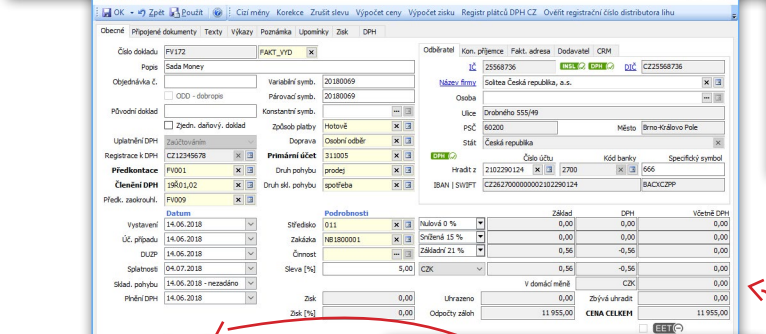 OK Zpět Použít Cizí měny Korekce Zrušit slevu Výpočet ceny Výpočet zisku Registr plátců DPH CZ Ověřit registrační číslo distributora lihu
Obecné Připojené dokumenty Texty Výkazy Poznámka Upomínky Zisk DPH
Číslo dokladu FV172 FAKT_VYD Odběratel Kon. příjemce Fakt. adresa Dodavatel CRM
Popis Sada Money IČ 25568736 INSL DPH DIČ CZ25568736
Objednávka č. Variabilní symb. 20180069 Název firmy Solitea Česká republika, a.s.
ODD - dobropis Párovací symb. 20180069 Osoba
Původní doklad Konstantní symb. Ulice Drobného 555/49
Zjedn. daňový. doklad Způsob platby Hotově PSČ 60200 Město Brno-Královo Pole
Uplatnění DPH Zaúčtováním Doprava Osobní odběr Stát Česká republika
Registrace k DPH CZ12345678 Primární účet 311005 DPH Číslo účtu Kód banky Specifický symbol
Předkontace FV001 Druh pohybu prodej Hradit z 2102290124 2700 666
Členění DPH 19Ř01,02 Druh skl. pohybu spotřeba IBAN | SWIFT CZ2627000000002102290124 BACXCZPP
Předk. zaokrouhl. FV009
Datum Podrobnosti Základ DPH Včetně DPH
Vystavení 14.06.2018 Středisko 011 Nulová 0 % 0,00 0,00 0,00
Úč. případu 14.06.2018 Zakázka NB1800001 Snížená 15 % 0,00 0,00 0,00
DUZP 14.06.2018 Činnost Základní 21 % 0,56 -0,56 0,00
Splatnosti 04.07.2018 Sleva [%] 5,00 CZK 0,56 -0,56 0,00
Sklad. pohybu 14.06.2018 - nezadáno V domácí měně CZK 0,00
Plnění DPH 14.06.2018 Zisk 0,00 Uhrazeno 0,00 Zbývá uhradit 0,00
Zisk [%] 0,00 Odpočty záloh 11 955,00 CENA CELKEM 11 955,00
EET